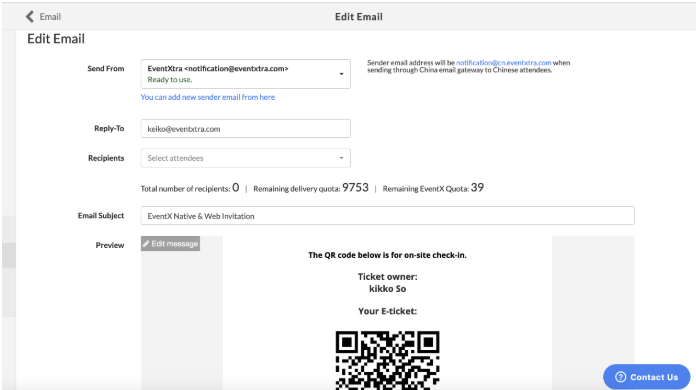 Email
Edit Email
Edit Email
Send From
EventXtra <notification@eventxtra.com>
Ready to use.
Sender email address will be notification@cn.eventxtra.com when
sending through China email gateway to Chinese attendees.
You can add new sender email from here
Reply-To
keiko@eventxtra.com
Recipients
Select attendees
Total number of recipients: 0 | Remaining delivery quota: 9753 | Remaining EventX Quota: 39
Email Subject
EventX Native & Web Invitation
Preview
Edit message
The QR code below is for on-site check-in.
Ticket owner:
kikko So
Your E-ticket:
Contact Us